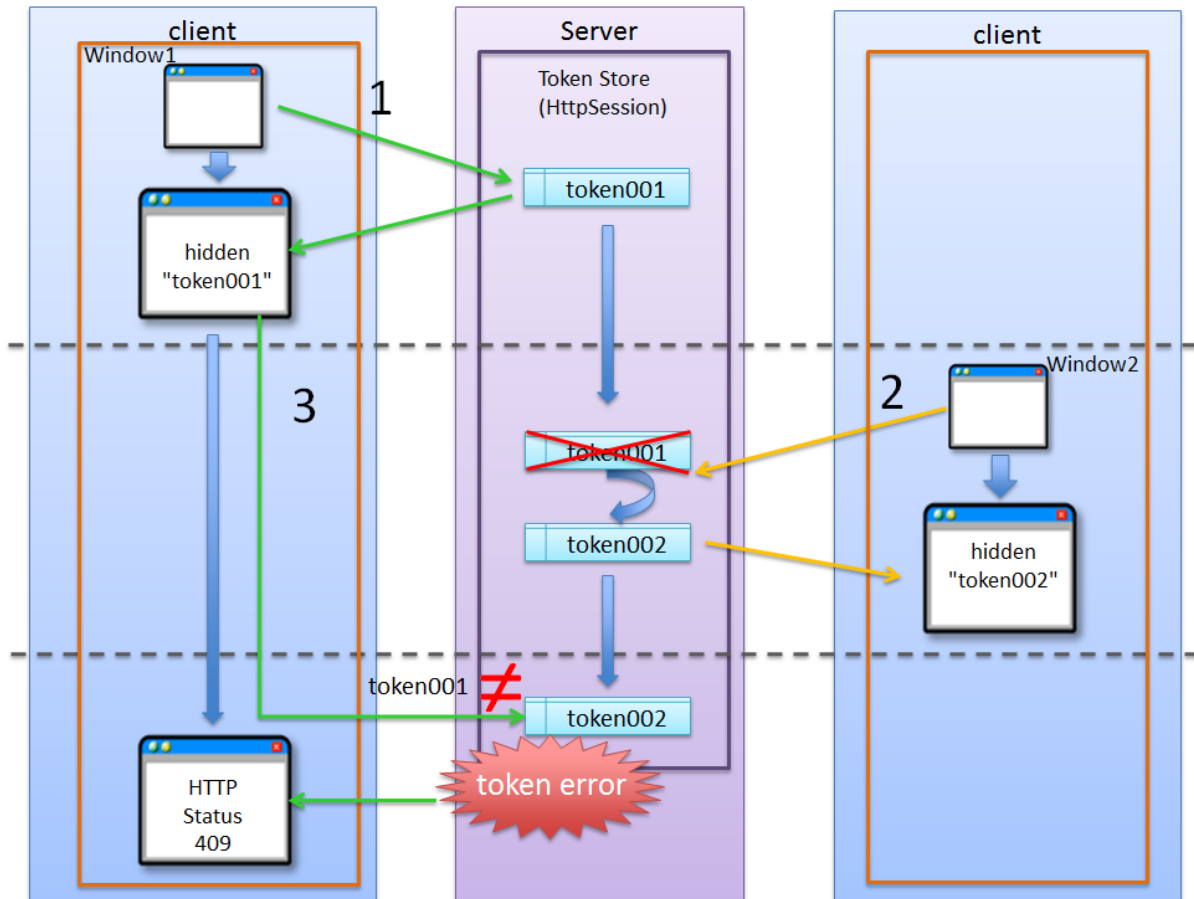 client
Server
client
Window1
1
Token Store
(HttpSession)
token001
hidden
"token001"
3
2
Window2
token001
token002
hidden
"token002"
token001
≠
token002
token error
HTTP
Status
409